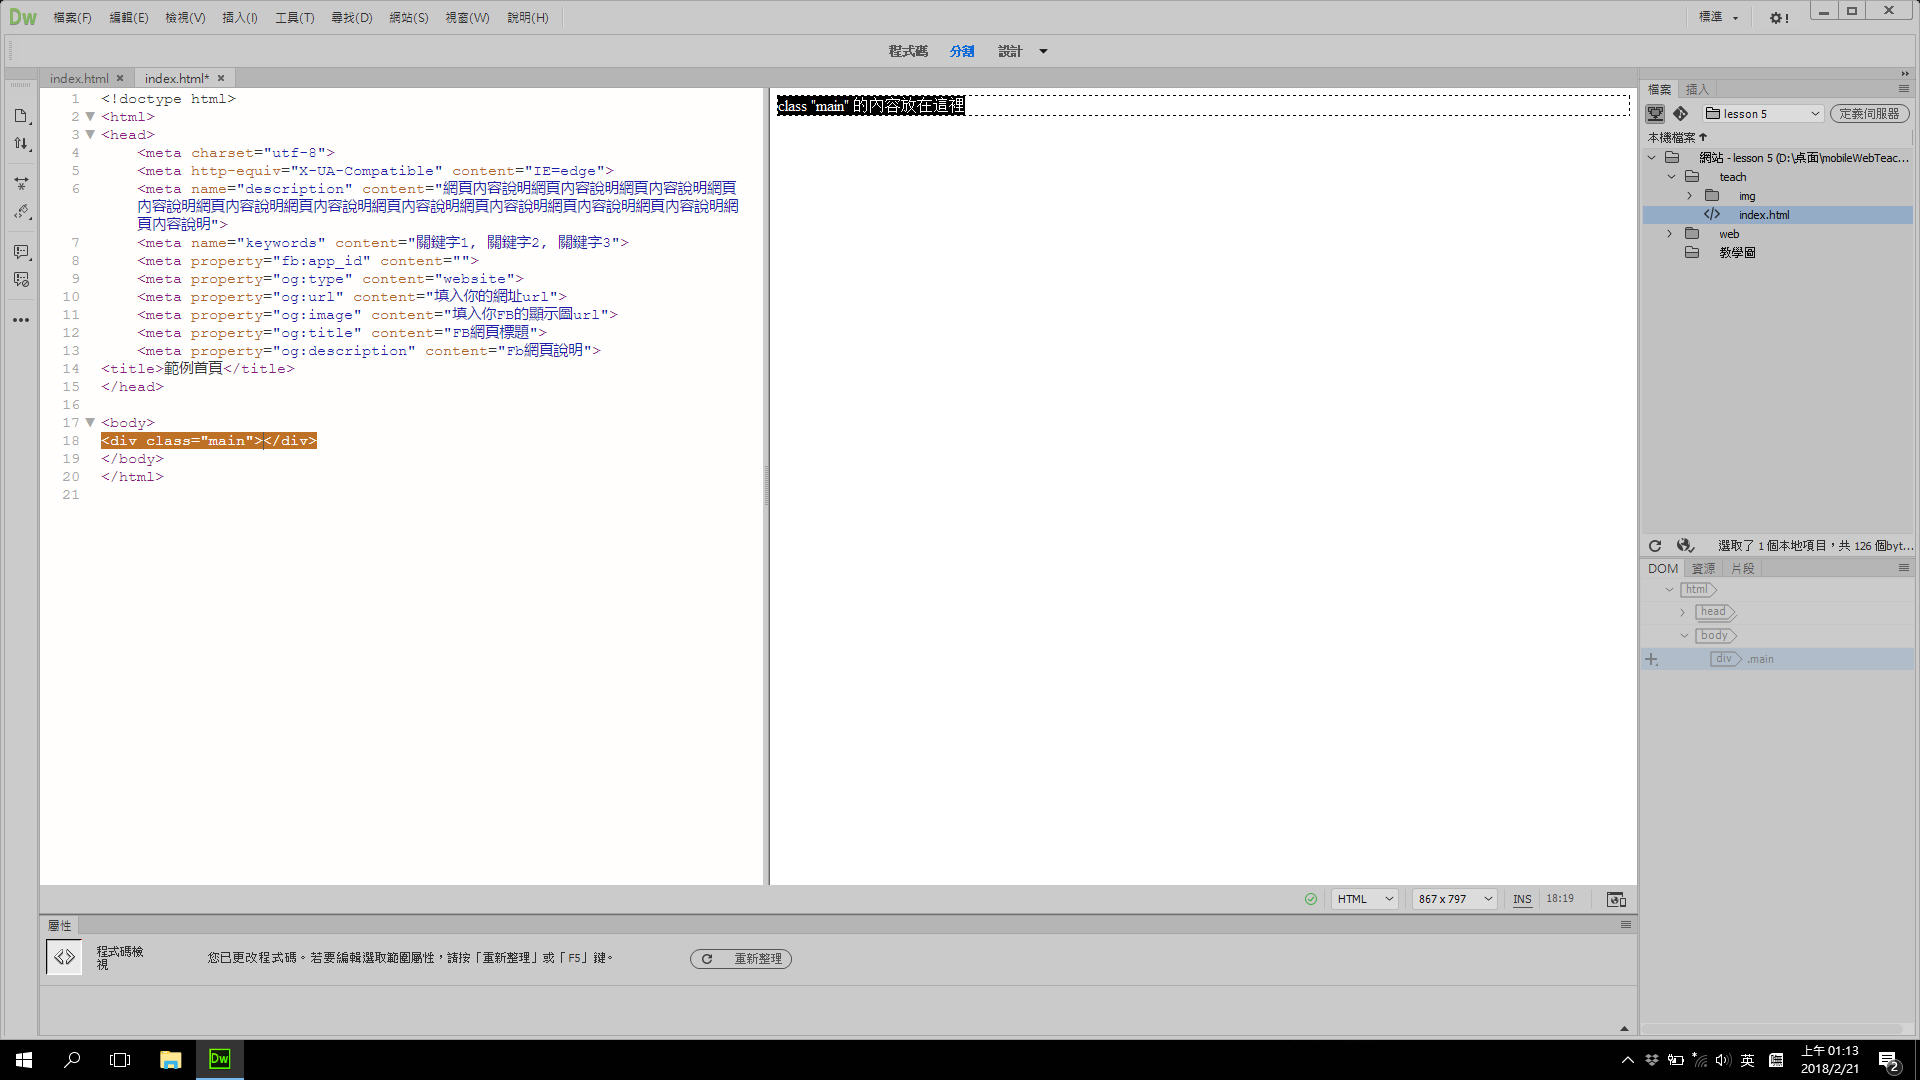 Dw 檔案(F) 編輯(E) 檢視(V) 插入(I) 工具(T) 尋找(D) 網站(S) 視窗(W) 說明(H) 標準
程式碼 分割 設計
index.html index.html*
1 <!doctype html>
2 <html>
3 <head>
4 <meta charset="utf-8">
5 <meta http-equiv="X-UA-Compatible" content="IE=edge">
6 <meta name="description" content="網頁內容說明網頁內容說明網頁內容說明網頁
內容說明網頁內容說明網頁內容說明網頁內容說明網頁內容說明網頁內容說明網頁內容說明網
頁內容說明">
7 <meta name="keywords" content="關鍵字1, 關鍵字2, 關鍵字3">
8 <meta property="fb:app_id" content="">
9 <meta property="og:type" content="website">
10 <meta property="og:url" content="填入你的網址url">
11 <meta property="og:image" content="填入你FB的顯示圖url">
12 <meta property="og:title" content="FB網頁標題">
13 <meta property="og:description" content="Fb網頁說明">
14 <title>範例首頁</title>
15 </head>
16
17 <body>
18 <div class="main"></div>
19 </body>
20 </html>
21
class "main" 的內容放在這裡
HTML 867 x 797 INS 18:19
屬性
程式碼檢
視
您已更改程式碼。若要編輯選取範圍屬性，請按「重新整理」或「F5」鍵。 重新整理
檔案 插入
lesson 5 定義伺服器
本機檔案
網站 - lesson 5 (D:\桌面\mobileWebTeac...
teach
img
index.html
web
教學圖
選取了 1 個本地項目，共 126 個byt...
DOM 資源 片段
html
head
body
div .main
Dw 英 上午 01:13
2018/2/21 2